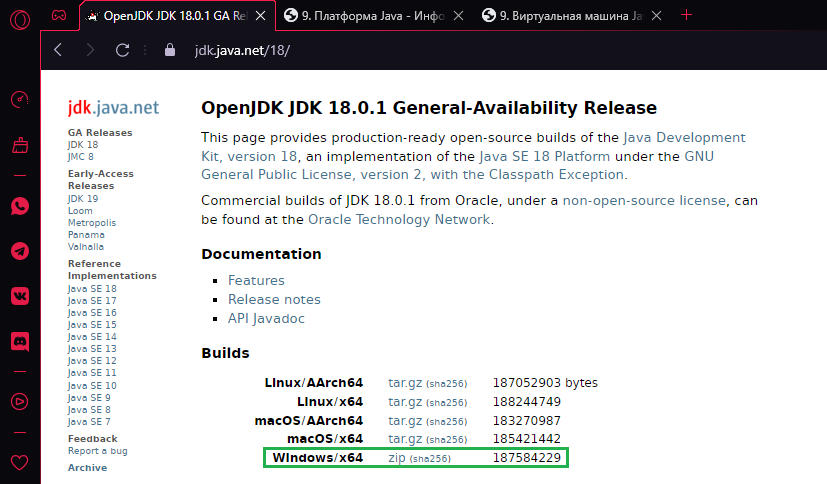 OpenJDK JDK 18.0.1 GA Rel
9. Платформа Java - Инфо
9. Виртуальная машина Ja
jdk.java.net/18/
jdk.java.net
GA Releases
JDK 18
JMC 8
Early-Access
Releases
JDK 19
Loom
Metropolis
Panama
Valhalla
Reference
Implementations
Java SE 18
Java SE 17
Java SE 16
Java SE 15
Java SE 14
Java SE 13
Java SE 12
Java SE 11
Java SE 10
Java SE 9
Java SE 8
Java SE 7
Feedback
Report a bug
Archive
OpenJDK JDK 18.0.1 General-Availability Release
This page provides production-ready open-source builds of the Java Development
Kit, version 18, an implementation of the Java SE 18 Platform under the GNU
General Public License, version 2, with the Classpath Exception.
Commercial builds of JDK 18.0.1 from Oracle, under a non-open-source license, can
be found at the Oracle Technology Network.
Documentation
Features
Release notes
API Javadoc
Builds
Linux/AArch64 tar.gz (sha256) 187052903 bytes
Linux/x64 tar.gz (sha256) 188244749
macOS/AArch64 tar.gz (sha256) 183270987
macOS/x64 tar.gz (sha256) 185421442
Windows/x64 zip (sha256) 187584229